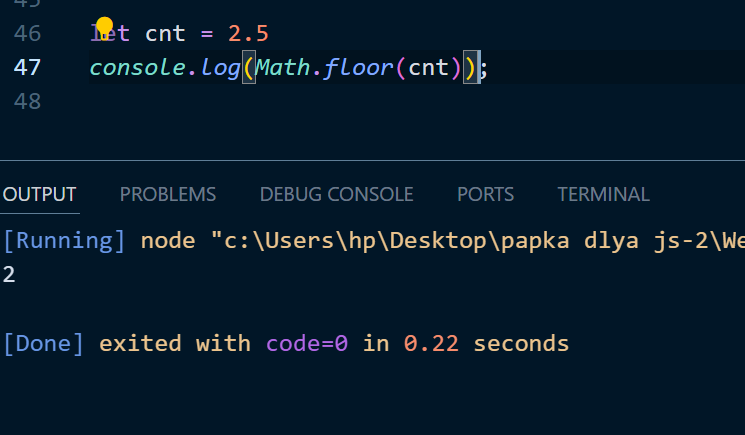 45
46 let cnt = 2.5
47 console.log(Math.floor(cnt));
48
OUTPUT PROBLEMS DEBUG CONSOLE PORTS TERMINAL
[Running] node "c:\Users\hp\Desktop\papka dlya js-2\We
2
[Done] exited with code=0 in 0.22 seconds